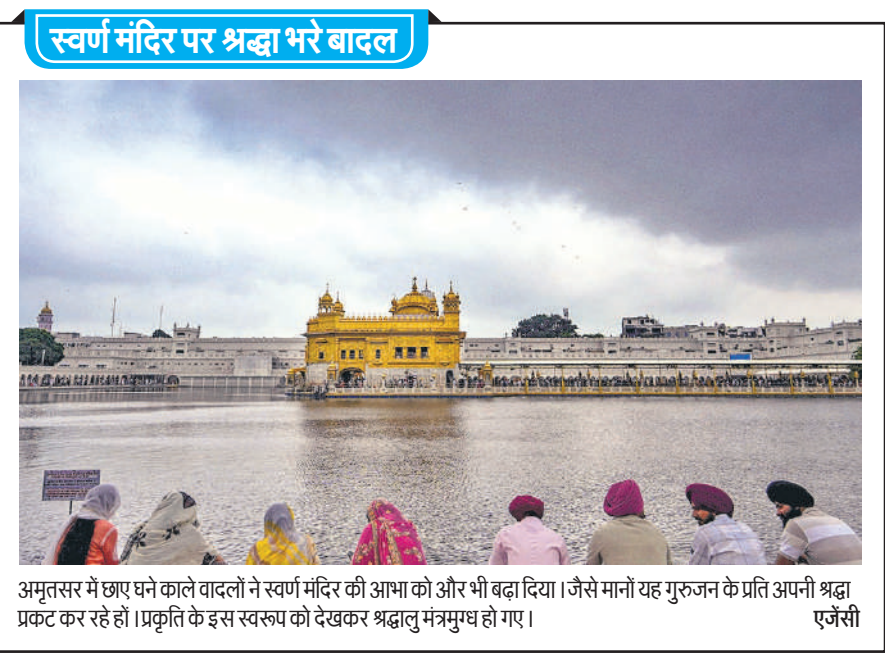 स्वर्ण मंदिर पर श्रद्धा भरे बादल
अमृतसर में छाए घने काले वादलों ने स्वर्ण मंदिर की आभा को और भी बढ़ा दिया। जैसे मानों यह गुरुजन के प्रति अपनी श्रद्धा
प्रकट कर रहे हों। प्रकृति के इस स्वरूप को देखकर श्रद्धालु मंत्रमुग्ध हो गए। एजेंसी